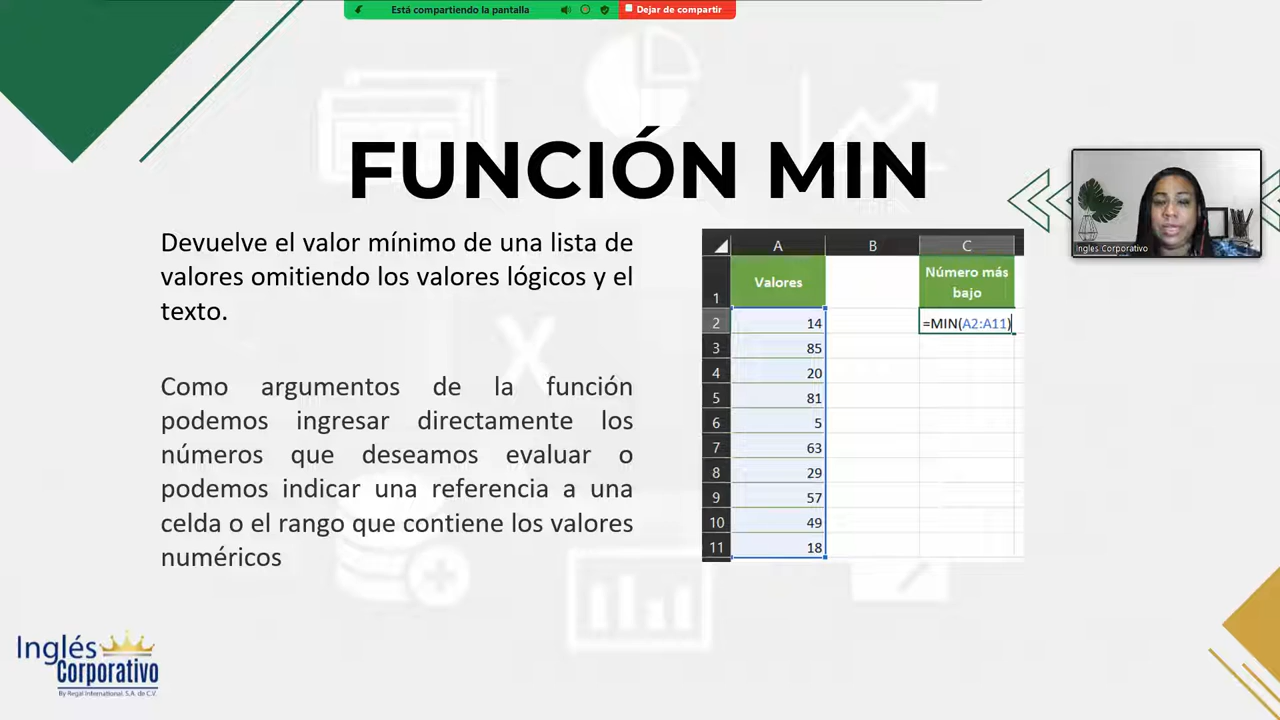 Está compartiendo la pantalla
Dejar de compartir
FUNCIÓN MIN
Devuelve el valor mínimo de una lista de
valores omitiendo los valores lógicos y el
texto.
Como argumentos de la función
podemos ingresar directamente los
números que deseamos evaluar o
podemos indicar una referencia a una
celda o el rango que contiene los valores
numéricos
A B C
1 Valores Número más
bajo
2 14 =MIN(A2:A11)
3 85
4 20
5 81
6 5
7 63
8 29
9 57
10 49
11 18
Ingles Corporativo
Inglés
Corporativo
By Regal International, S.A. de C.V.